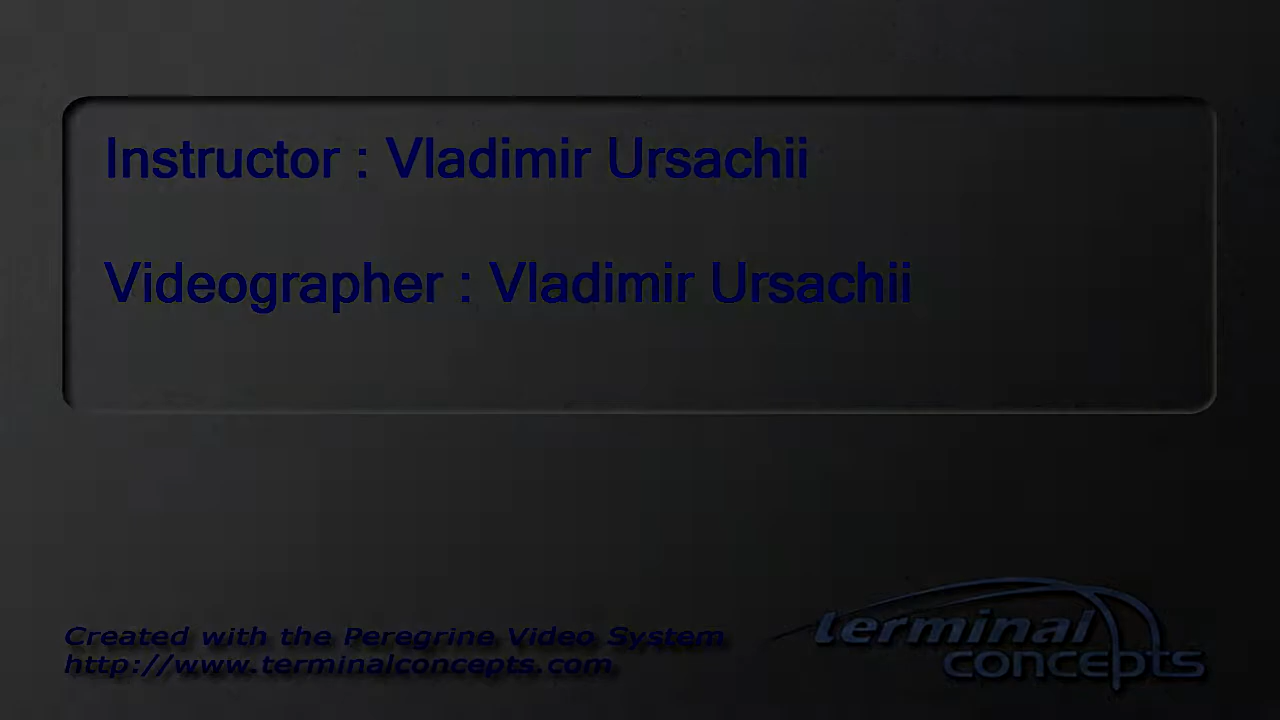 Instructor : Vladimir Ursachii
Videographer : Vladimir Ursachii
Created with the Peregrine Video System
http://www.terminalconcepts.com
terminal
concepts